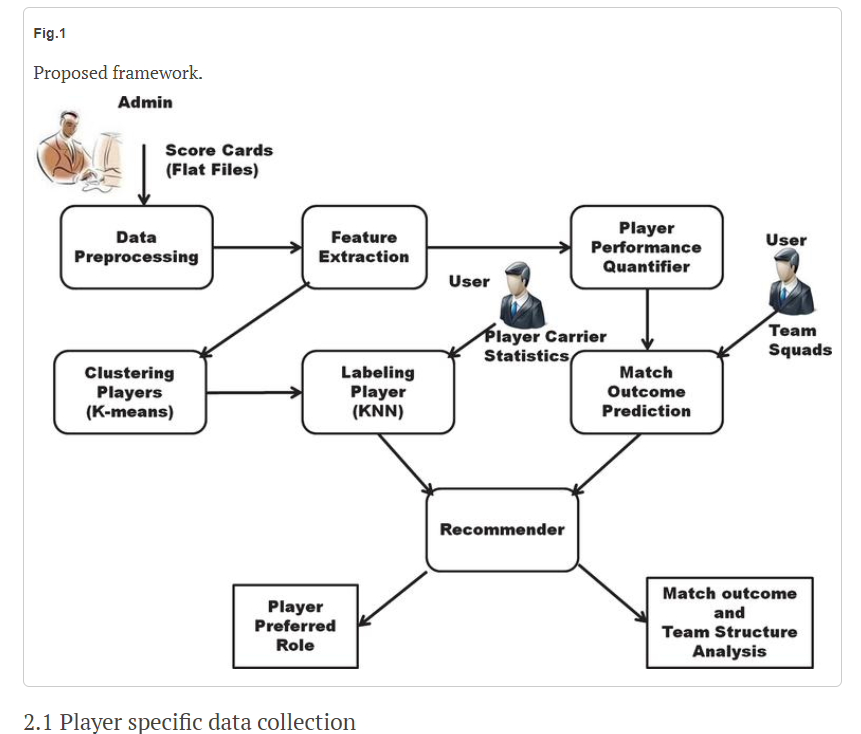 Fig.1
Proposed framework.
Admin
Score Cards
(Flat Files)
Data
Preprocessing
Feature
Extraction
Player
Performance
Quantifier
User
User
Player Carrier
Statistics
Team
Squads
Clustering
Players
(K-means)
Labeling
Player
(KNN)
Match
Outcome
Prediction
Recommender
Player
Preferred
Role
Match outcome
and
Team Structure
Analysis
2.1 Player specific data collection